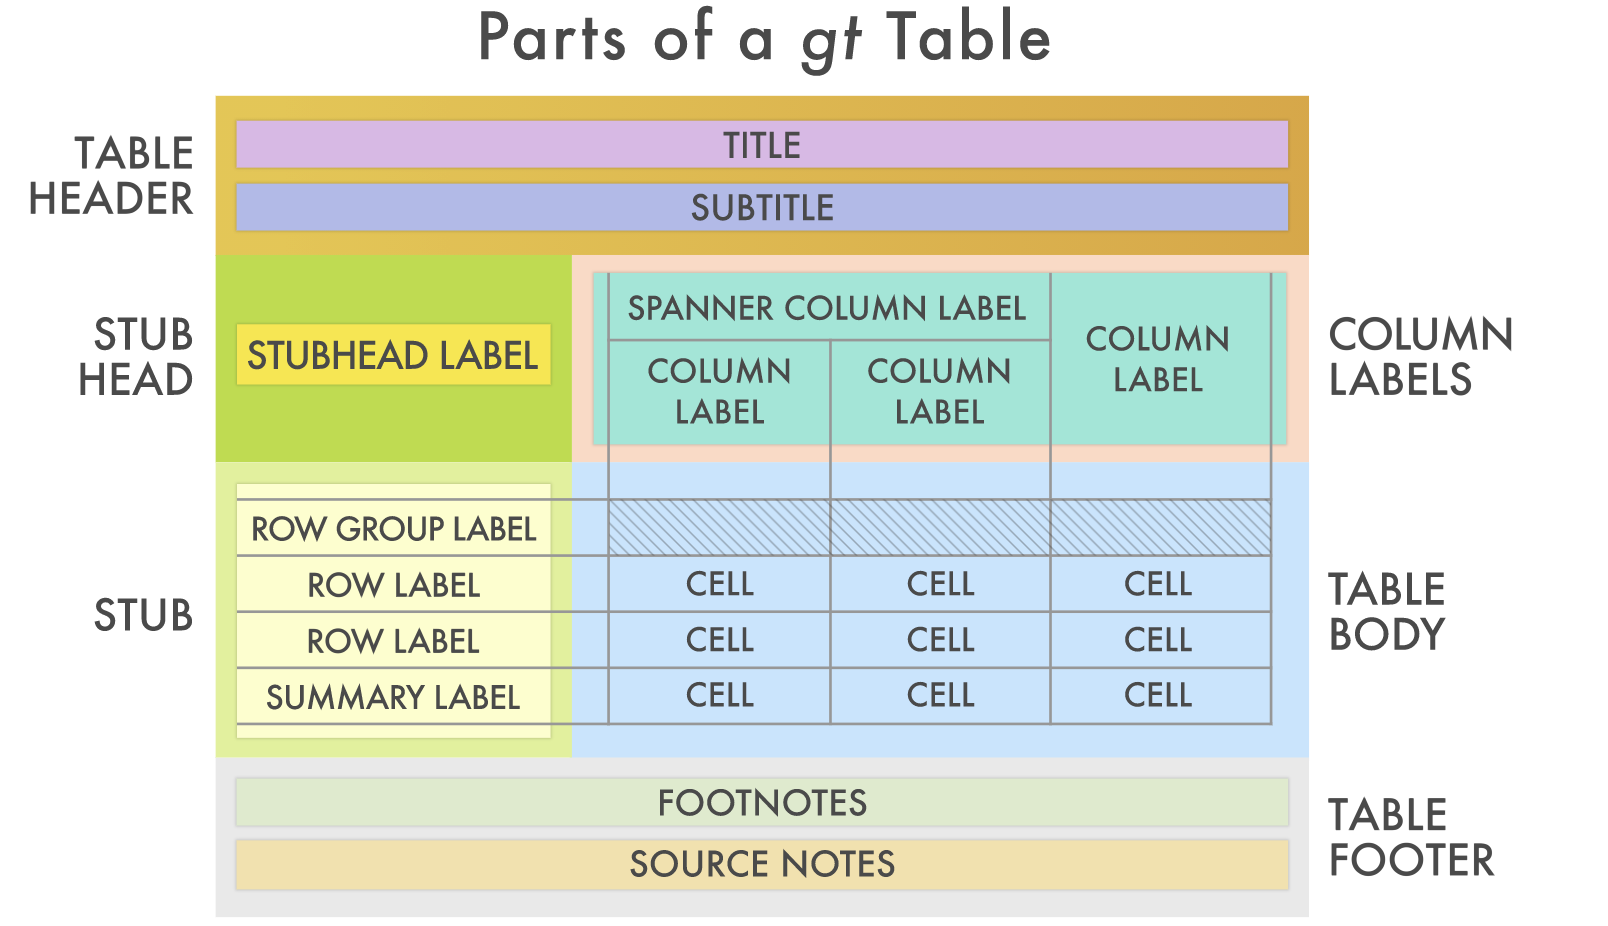 Parts of a gt Table
TABLE
HEADER
TITLE
SUBTITLE
STUB
HEAD
STUBHEAD LABEL
SPANNER COLUMN LABEL
COLUMN
LABEL
COLUMN
LABEL
COLUMN
LABEL
COLUMN
LABELS
STUB
ROW GROUP LABEL
ROW LABEL CELL CELL CELL
ROW LABEL CELL CELL CELL
SUMMARY LABEL CELL CELL CELL
TABLE
BODY
FOOTNOTES
SOURCE NOTES
TABLE
FOOTER